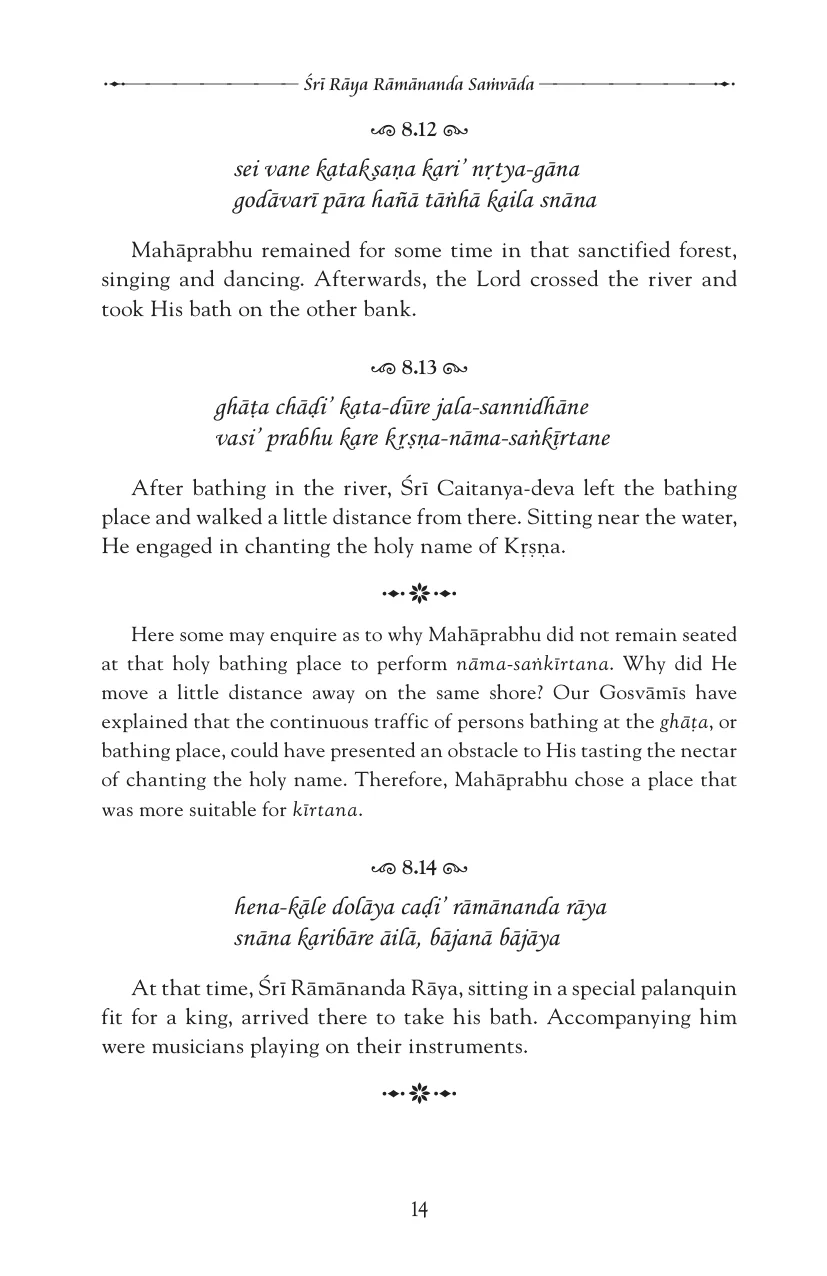 Śrī Rāya Rāmānanda Saṁvāda
8.12
sei vane katakṣaṇa kari’ nṛtya-gāna
godāvarī pāra hañā tāṅhā kaila snāna
Mahāprabhu remained for some time in that sanctified forest,
singing and dancing. Afterwards, the Lord crossed the river and
took His bath on the other bank.
8.13
ghāṭa chāḍi’ kata-dūre jala-sannidhāne
vasi’ prabhu kare kṛṣṇa-nāma-saṅkīrtane
After bathing in the river, Śrī Caitanya-deva left the bathing
place and walked a little distance from there. Sitting near the water,
He engaged in chanting the holy name of Kṛṣṇa.
Here some may enquire as to why Mahāprabhu did not remain seated
at that holy bathing place to perform nāma-saṅkīrtana. Why did He
move a little distance away on the same shore? Our Gosvāmīs have
explained that the continuous traffic of persons bathing at the ghāṭa, or
bathing place, could have presented an obstacle to His tasting the nectar
of chanting the holy name. Therefore, Mahāprabhu chose a place that
was more suitable for kīrtana.
8.14
hena-kāle dolāya caḍi’ rāmānanda rāya
snāna karibāre āilā, bājanā bājāya
At that time, Śrī Rāmānanda Rāya, sitting in a special palanquin
fit for a king, arrived there to take his bath. Accompanying him
were musicians playing on their instruments.
14